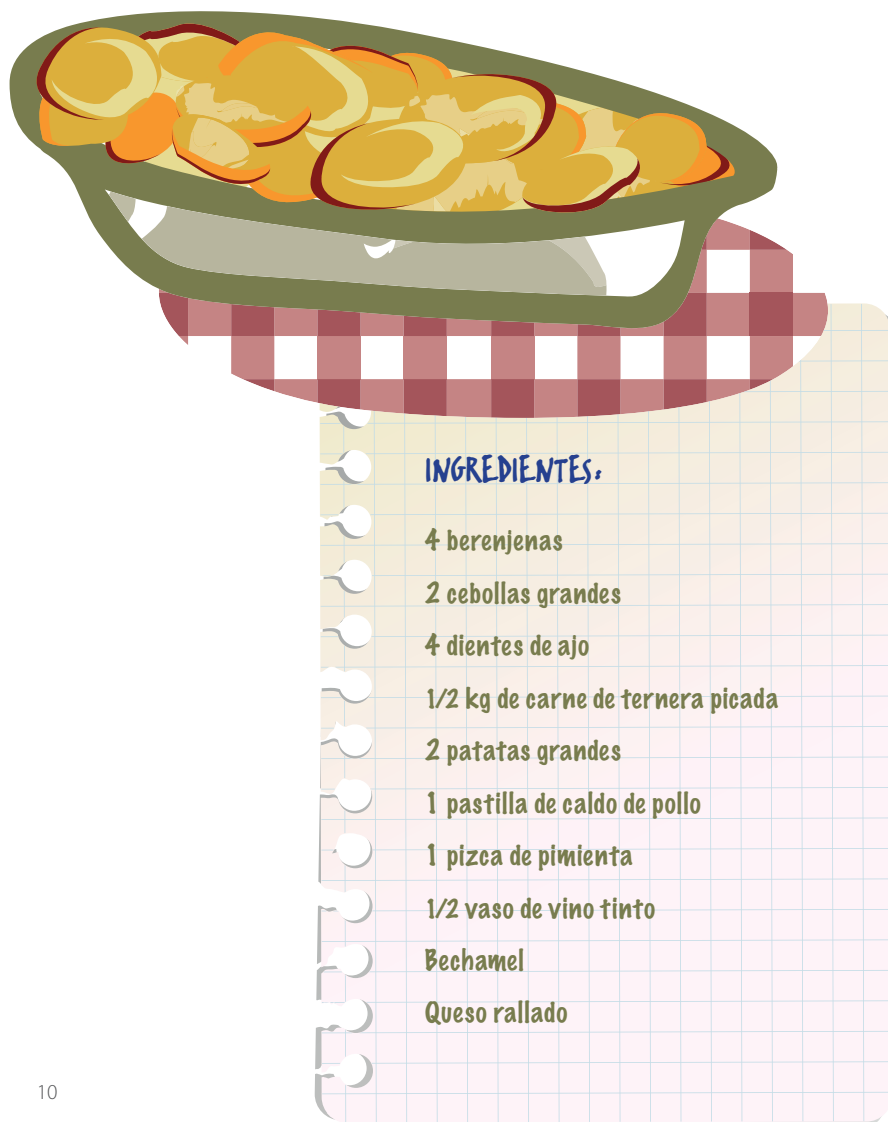 INGREDIENTES:
4 berenjenas
2 cebollas grandes
4 dientes de ajo
1/2 kg de carne de ternera picada
2 patatas grandes
1 pastilla de caldo de pollo
1 pizca de pimienta
1/2 vaso de vino tinto
Bechamel
Queso rallado
10